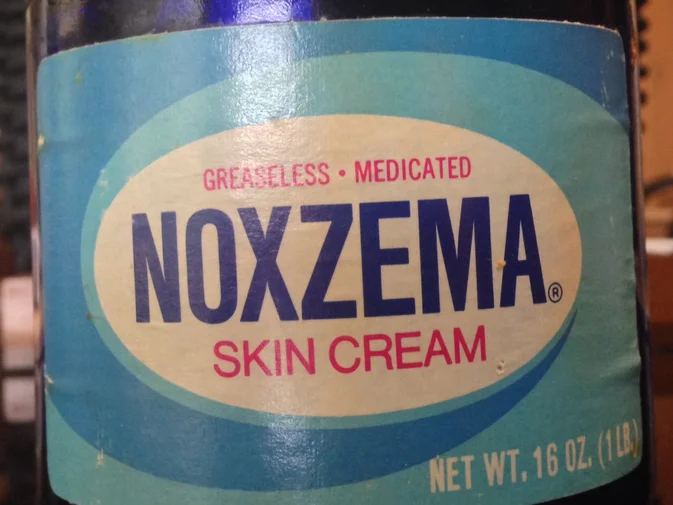 GREASELESS • MEDICATED
NOXZEMA®
SKIN CREAM
NET WT. 16 OZ. (1 LB.)